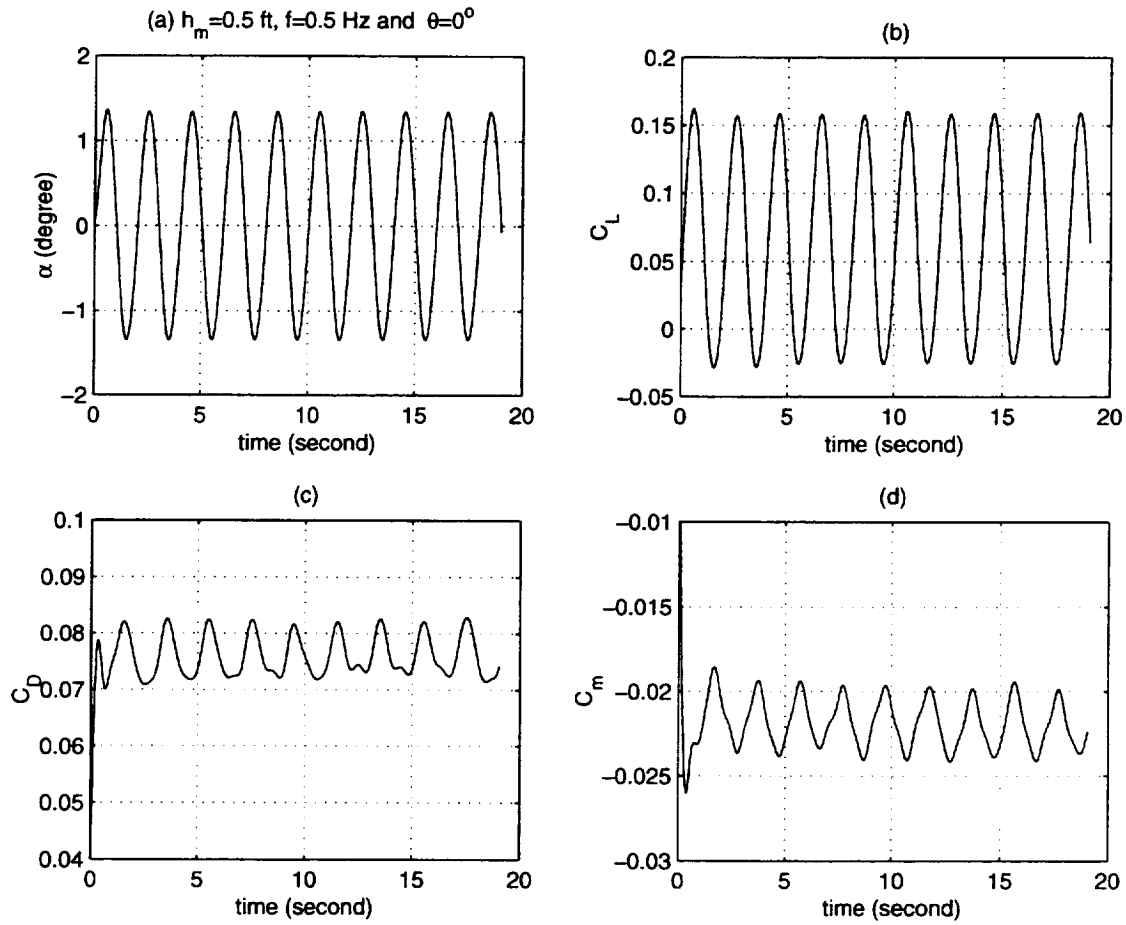 (a) h_m=0.5 ft, f=0.5 Hz and θ=0°
2
1
0
−1
−2
α (degree)
0 5 10 15 20
time (second)
(b)
0.2
0.15
0.1
0.05
0
−0.05
C_L
0 5 10 15 20
time (second)
(c)
0.1
0.09
0.08
0.07
0.06
0.05
0.04
C_D
0 5 10 15 20
time (second)
(d)
−0.01
−0.015
−0.02
−0.025
−0.03
C_m
0 5 10 15 20
time (second)